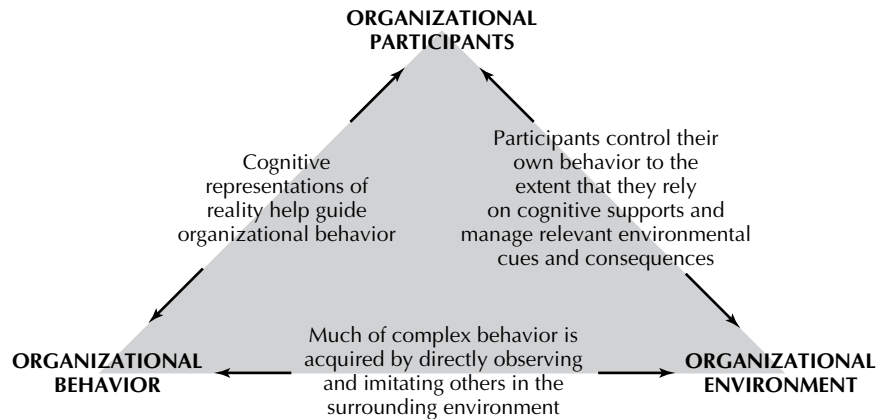 ORGANIZATIONAL
PARTICIPANTS
Cognitive
representations of
reality help guide
organizational behavior
Participants control their
own behavior to the
extent that they rely
on cognitive supports and
manage relevant environmental
cues and consequences
Much of complex behavior is
acquired by directly observing
and imitating others in the
surrounding environment
ORGANIZATIONAL
BEHAVIOR
ORGANIZATIONAL
ENVIRONMENT